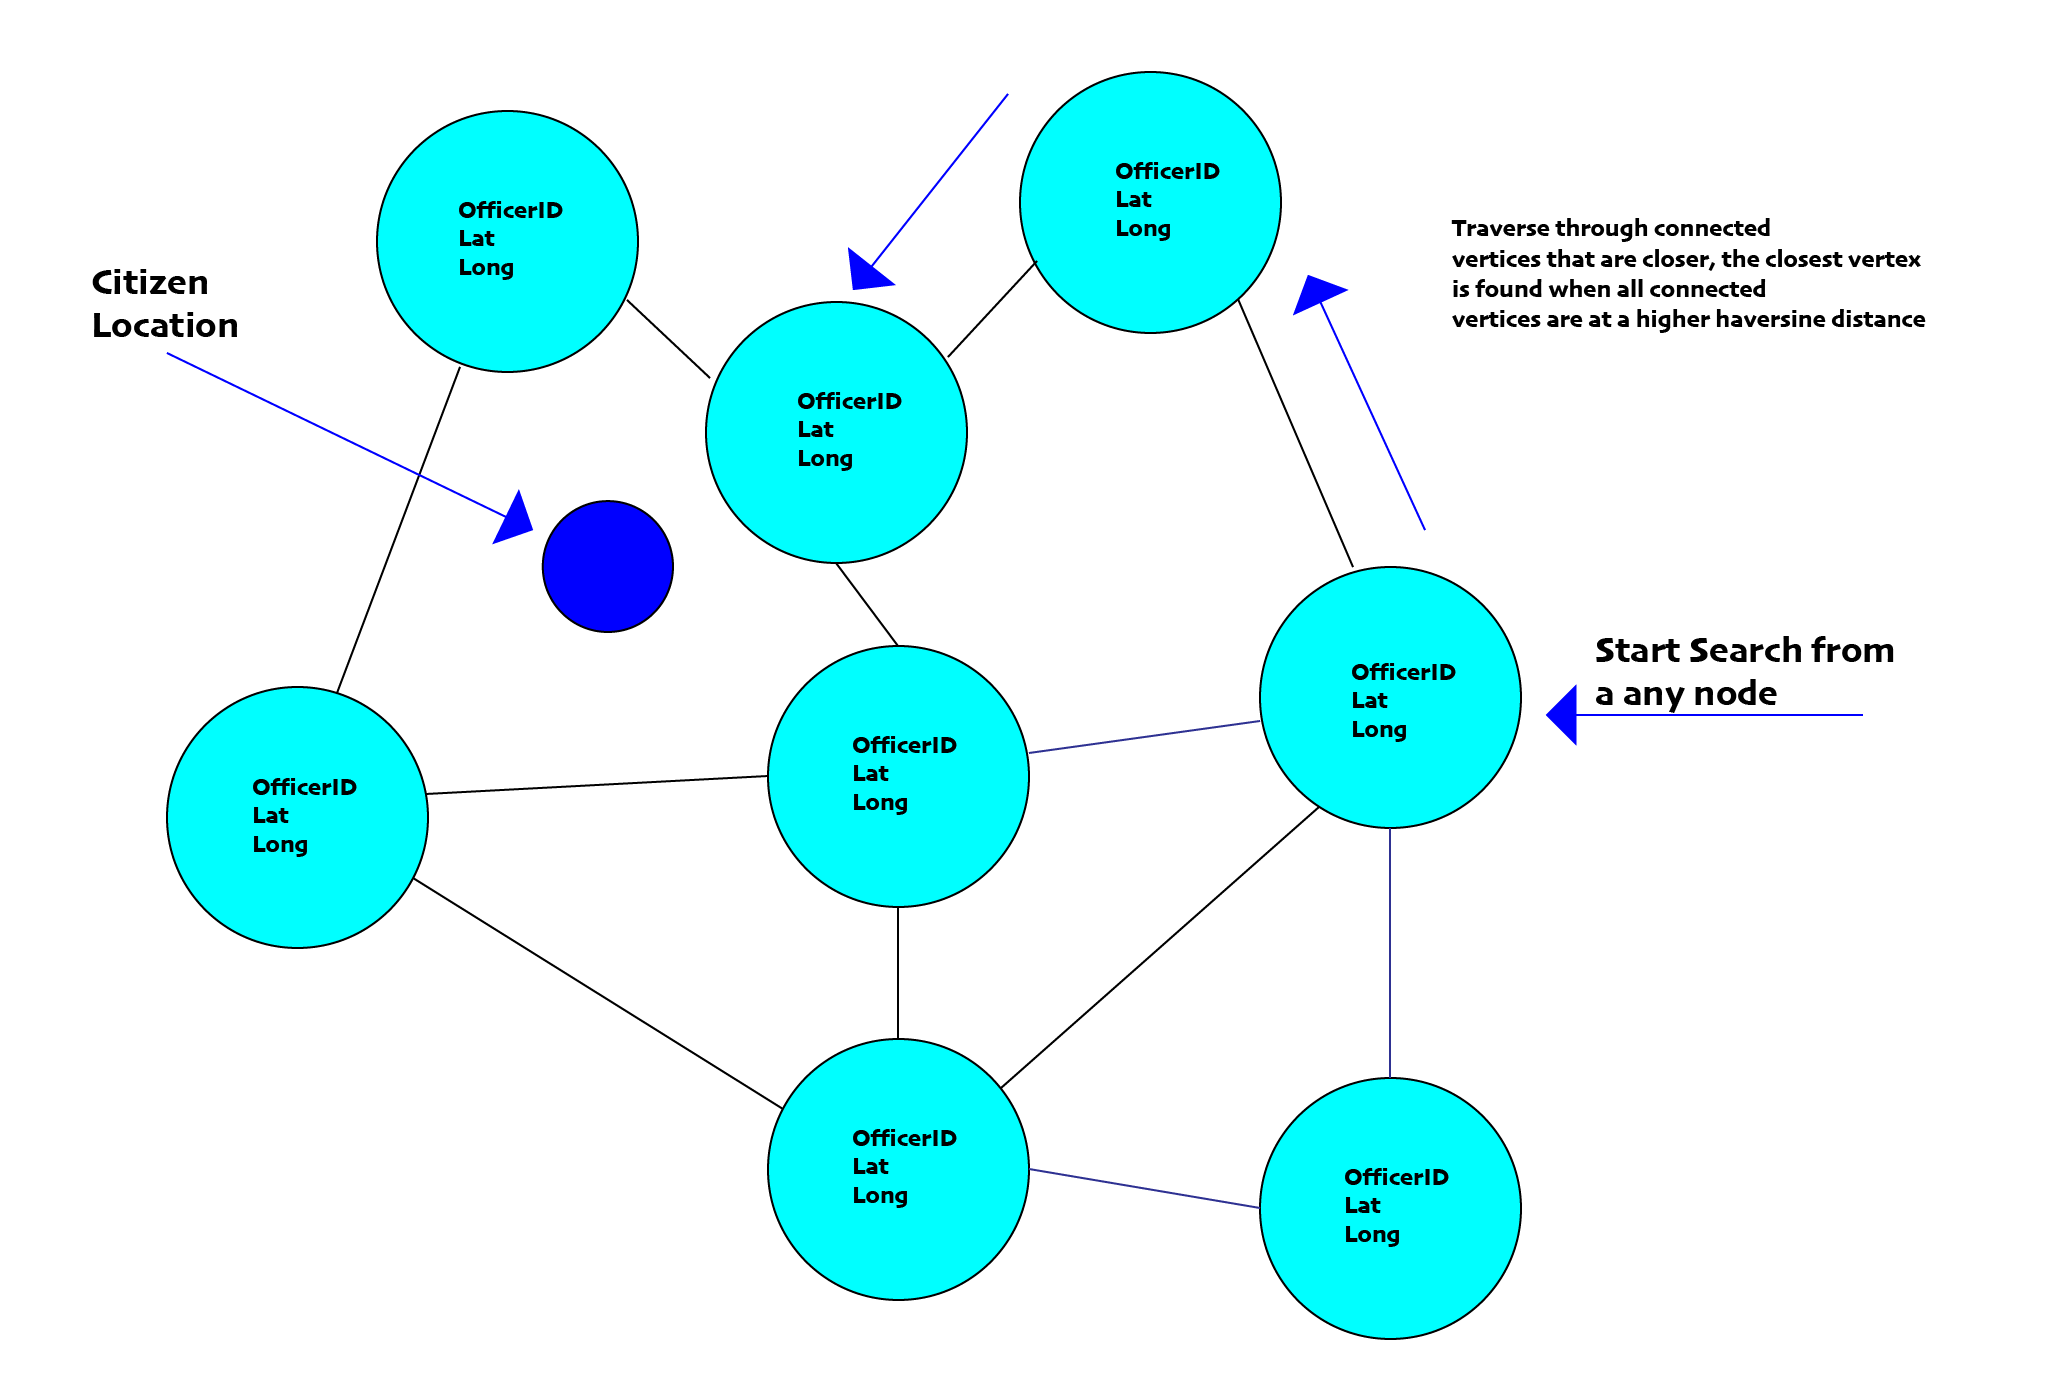 OfficerID
Lat
Long
OfficerID
Lat
Long
Traverse through connected
vertices that are closer, the closest vertex
is found when all connected
vertices are at a higher haversine distance
Citizen
Location
OfficerID
Lat
Long
Start Search from
a any node
OfficerID
Lat
Long
OfficerID
Lat
Long
OfficerID
Lat
Long
OfficerID
Lat
Long
OfficerID
Lat
Long